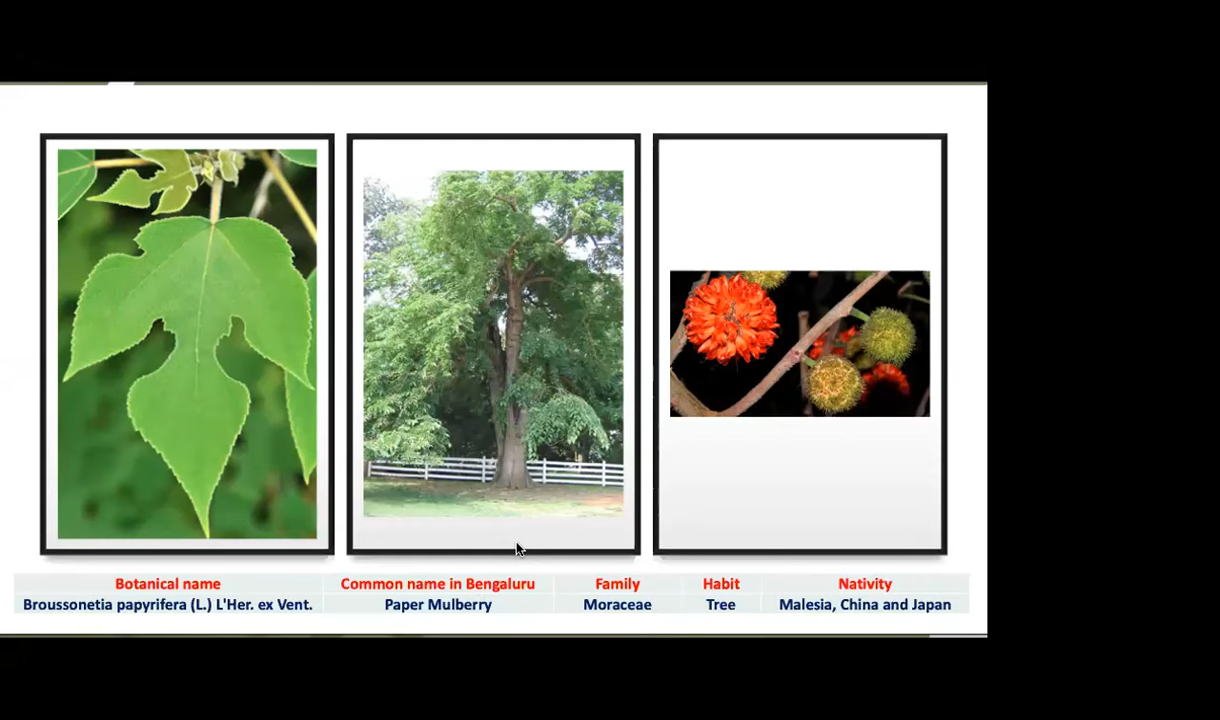 Botanical name Common name in Bengaluru Family Habit Nativity
Broussonetia papyrifera (L.) L'Her. ex Vent. Paper Mulberry Moraceae Tree Malesia, China and Japan